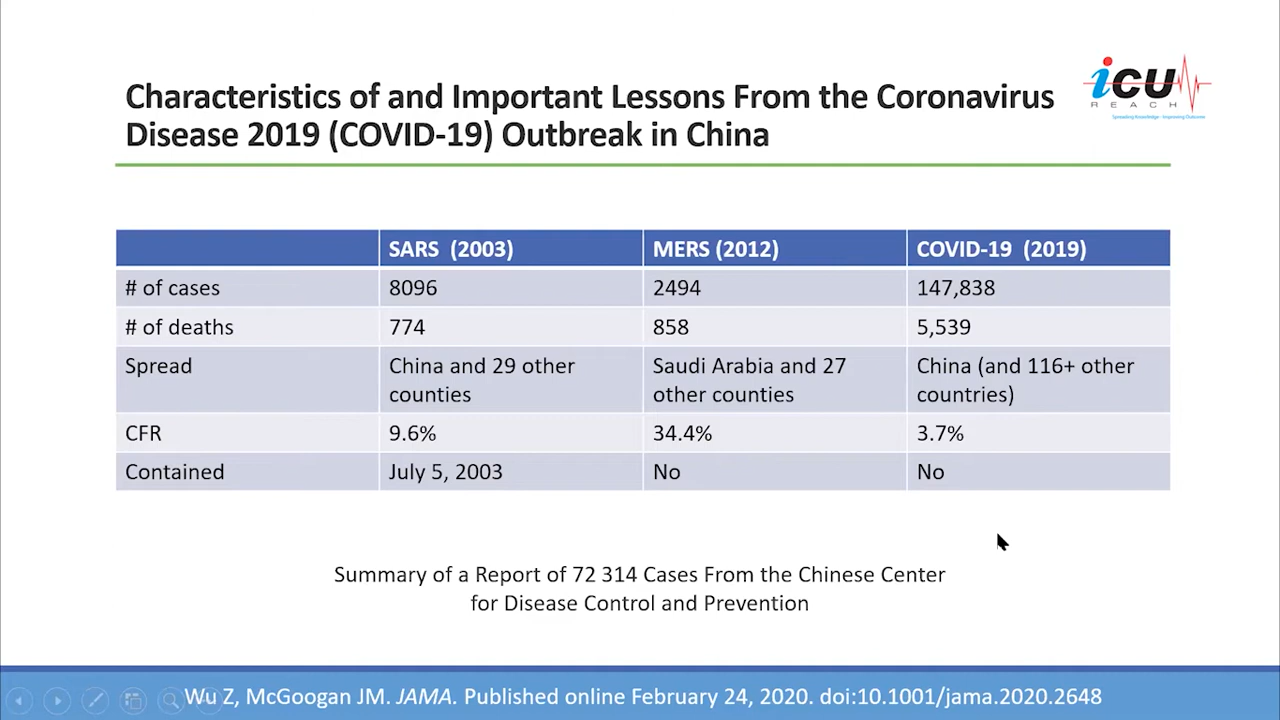 Characteristics of and Important Lessons From the Coronavirus
Disease 2019 (COVID-19) Outbreak in China
iCU
REACH
Spreading Knowledge - Improving Outcome
SARS (2003) MERS (2012) COVID-19 (2019)
# of cases 8096 2494 147,838
# of deaths 774 858 5,539
Spread China and 29 other Saudi Arabia and 27 China (and 116+ other
counties other counties countries)
CFR 9.6% 34.4% 3.7%
Contained July 5, 2003 No No
Summary of a Report of 72 314 Cases From the Chinese Center
for Disease Control and Prevention
Wu Z, McGoogan JM. JAMA. Published online February 24, 2020. doi:10.1001/jama.2020.2648